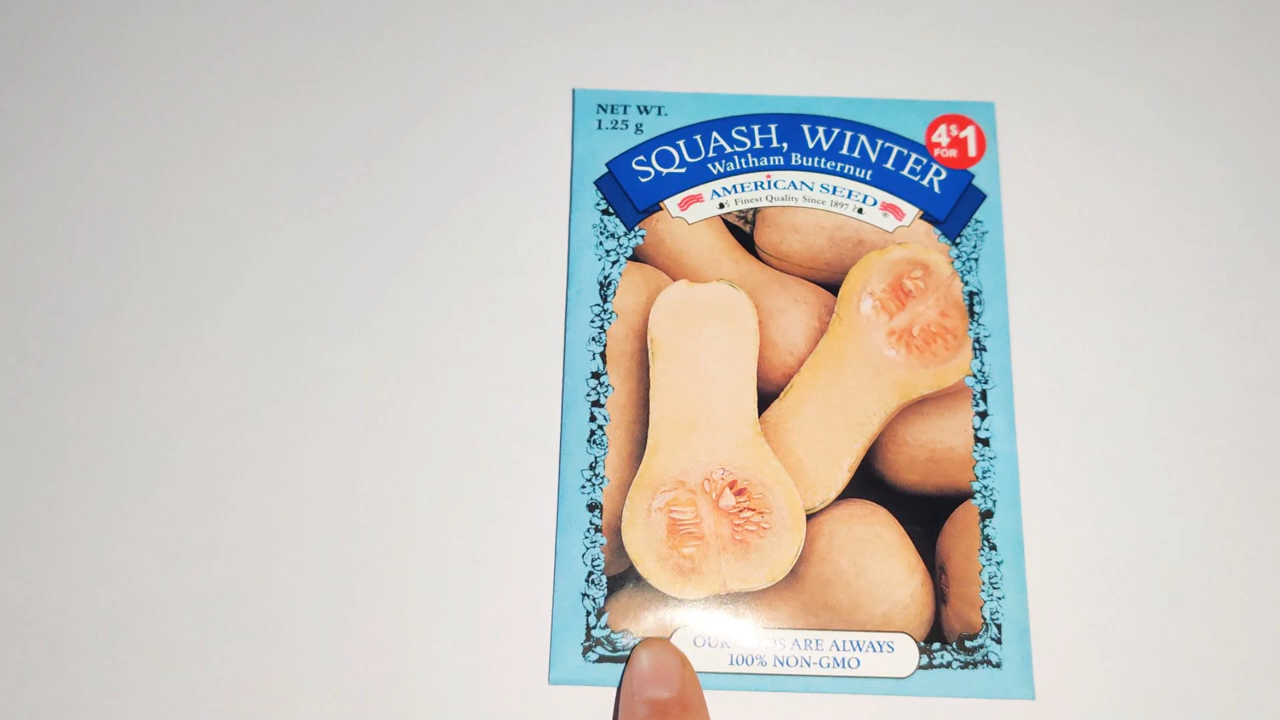 NET WT.
1.25 g
SQUASH, WINTER
Waltham Butternut
AMERICAN SEED
Finest Quality Since 1897
®
4 $ 1
FOR
OUR ARE ALWAYS
100% NON-GMO